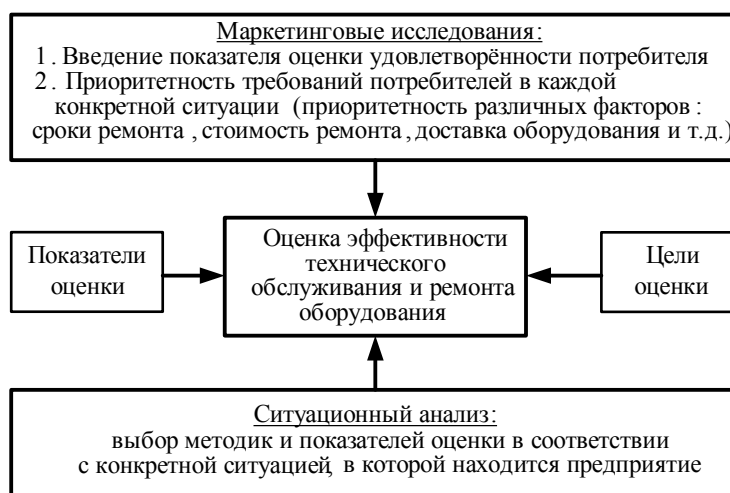 Маркетинговые исследования:
1. Введение показателя оценки удовлетворённости потребителя
2. Приоритетность требований потребителей в каждой
конкретной ситуации (приоритетность различных факторов:
сроки ремонта, стоимость ремонта, доставка оборудования и т.д.)
Показатели
оценки
Оценка эффективности
технического
обслуживания и ремонта
оборудования
Цели
оценки
Ситуационный анализ:
выбор методик и показателей оценки в соответствии
с конкретной ситуацией, в которой находится предприятие